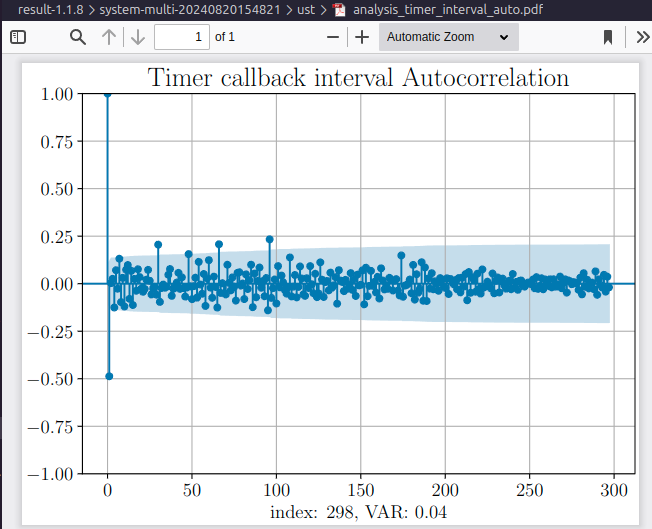 result-1.1.8 › system-multi-20240820154821 › ust › analysis_timer_interval_auto.pdf
1 of 1 Automatic Zoom
Timer callback interval Autocorrelation
1.00
0.75
0.50
0.25
0.00
−0.25
−0.50
−0.75
−1.00
0 50 100 150 200 250 300
index: 298, VAR: 0.04